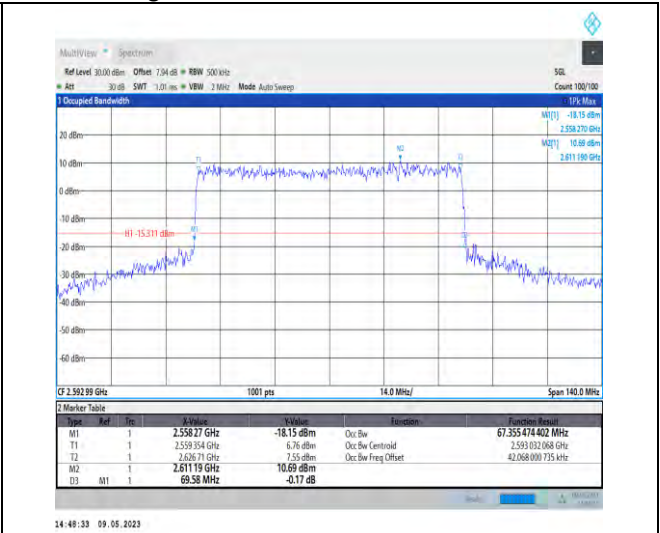 MultiView Spectrum
Ref Level 30.00 dBm Offset 7.94 dB RBW 500 kHz SGL
Att 30 dB SWT 1.01 ms VBW 2 MHz Mode Auto Sweep Count 100/100
1 Occupied Bandwidth 1Pk Max
M1[1] -18.15 dBm
2.558 270 GHz
M2[1] 10.69 dBm
2.611 190 GHz
20 dBm
M2
T1
10 dBm
0 dBm
-10 dBm
H1 -15.311 dBm
M1
-20 dBm
-30 dBm
-40 dBm
-50 dBm
-60 dBm
CF 2.592 99 GHz 1001 pts 14.0 MHz/ Span 140.0 MHz
2 Marker Table
Type Ref Trc X-Value Y-Value Function Function Result
M1 1 2.558 27 GHz -18.15 dBm Occ Bw 67.355 474 402 MHz
T1 1 2.559 354 GHz 6.76 dBm Occ Bw Centroid 2.593 032 068 GHz
T2 1 2.626 71 GHz 7.55 dBm Occ Bw Freq Offset 42.068 000 735 kHz
M2 1 2.611 19 GHz 10.69 dBm
D3 M1 1 69.58 MHz -0.17 dB
14:48:33 09.05.2023